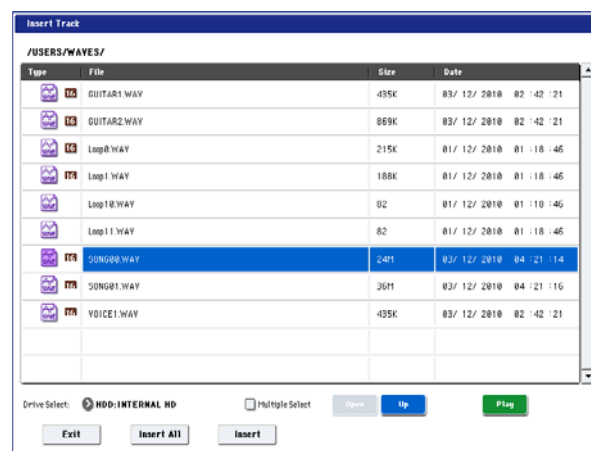 Insert Track
/USERS/WAVES/
Type File Size Date
16 GUITAR1.WAV 435K 03/ 12/ 2010 02 :42 :21
16 GUITAR2.WAV 869K 03/ 12/ 2010 02 :42 :21
16 Loop0.WAV 215K 01/ 12/ 2010 01 :18 :46
16 Loop1.WAV 188K 01/ 12/ 2010 01 :18 :46
Loop10.WAV 82 01/ 12/ 2010 01 :18 :46
Loop11.WAV 82 01/ 12/ 2010 01 :18 :46
16 SONG00.WAV 24M 03/ 12/ 2010 04 :21 :14
16 SONG01.WAV 36M 03/ 12/ 2010 04 :21 :16
16 VOICE1.WAV 435K 03/ 12/ 2010 02 :42 :21
Drive Select: HDD:INTERNAL HD Multiple Select Open Up Play
Exit Insert All Insert